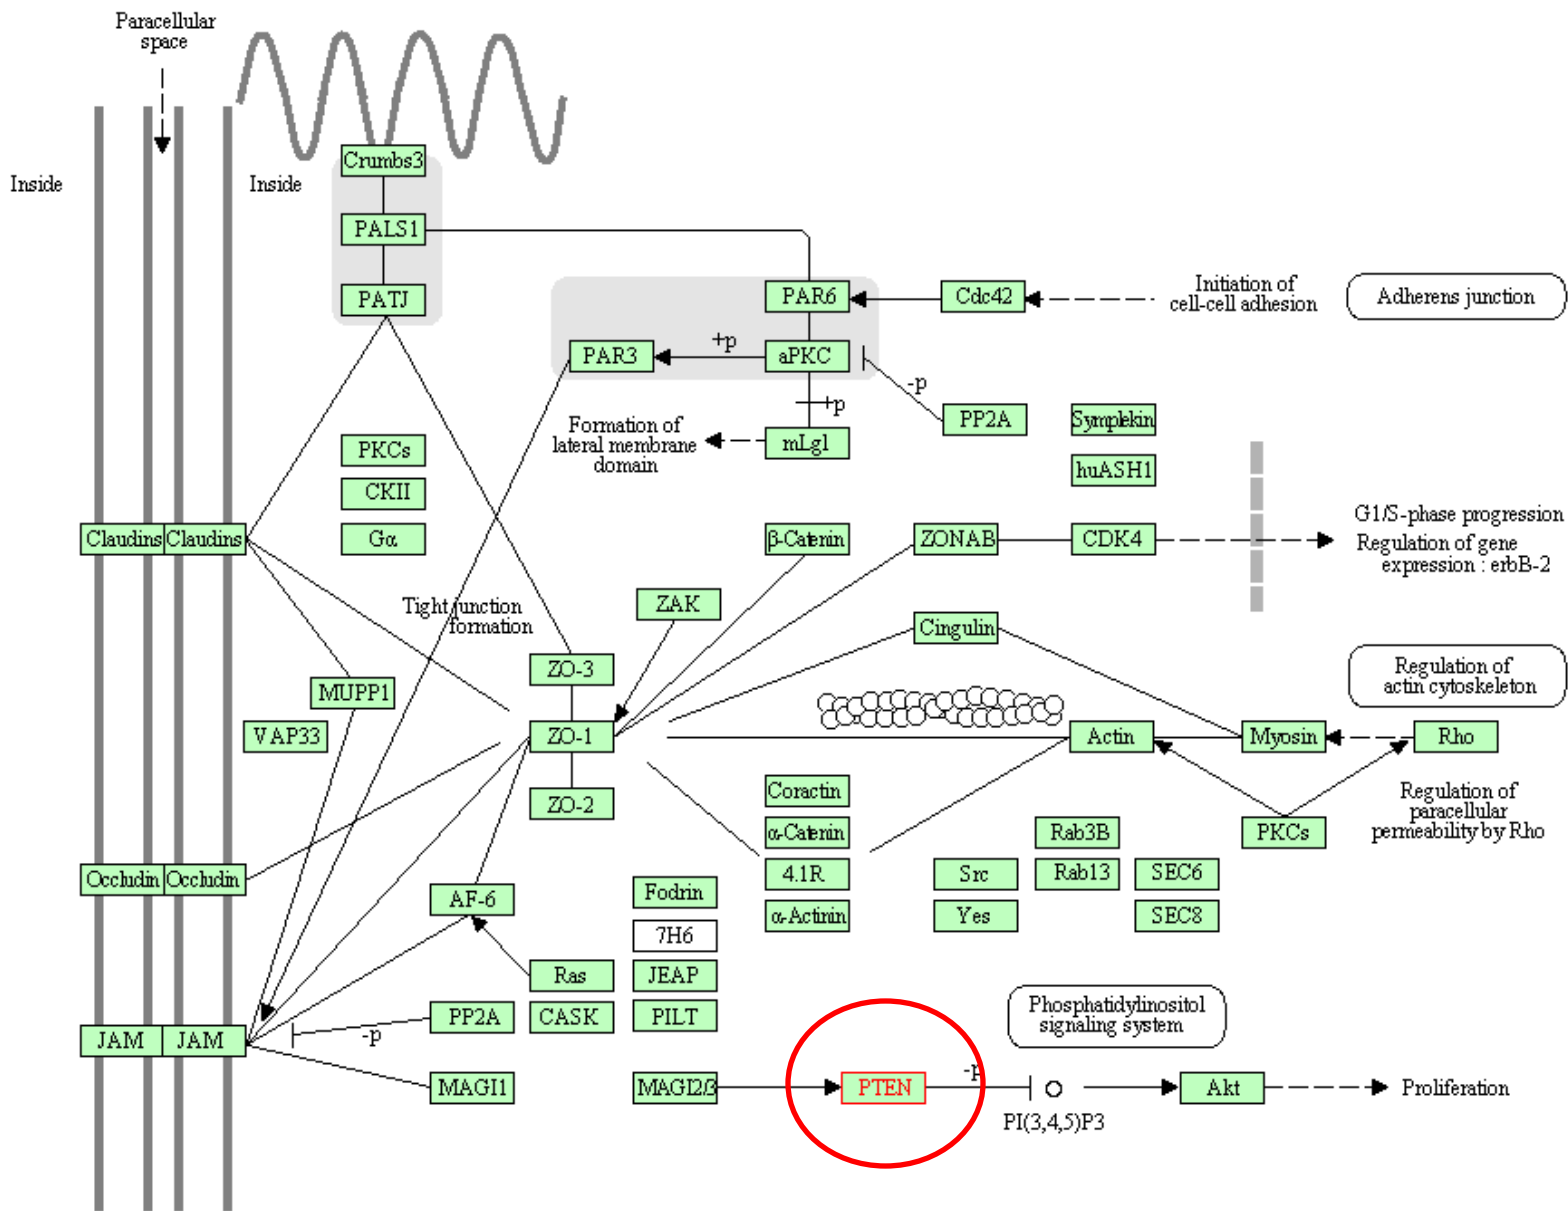 Paracellular
space
Inside
Inside
Crumbs3
PALS1
PATJ
PAR6
Cdc42
Initiation of
cell-cell adhesion
Adherens junction
PAR3
+p
aPKC
-p
+p
PP2A
Symplekin
Formation of
lateral membrane
domain
mLgl
PKCs
huASH1
CKII
Claudins Claudins
Gα
β-Catenin
ZONAB
CDK4
G1/S-phase progression
Regulation of gene
expression : erbB-2
Tight junction
formation
ZAK
Cingulin
ZO-3
MUPP1
Regulation of
actin cytoskeleton
VAP33
ZO-1
Actin
Myosin
Rho
ZO-2
Coractin
α-Catenin
4.1R
α-Actinin
Rab3B
Rab13
PKCs
Regulation of
paracellular
permeability by Rho
Occludin Occludin
AF-6
Fodrin
7H6
JEAP
PILT
Src
Yes
SEC6
SEC8
Ras
CASK
PP2A
-p
JAM JAM
Phosphatidylinositol
signaling system
MAGI1
MAGI2/3
PTEN
-p
PI(3,4,5)P3
Akt
Proliferation